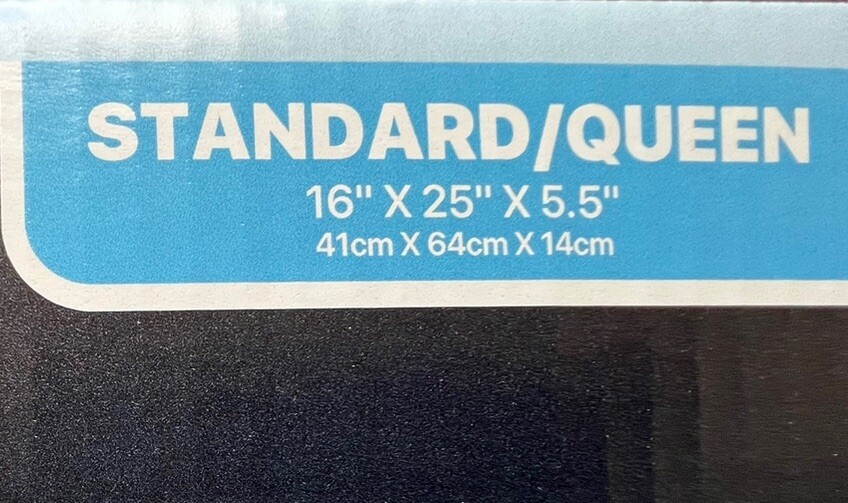 STANDARD/QUEEN
16" X 25" X 5.5"
41cm X 64cm X 14cm